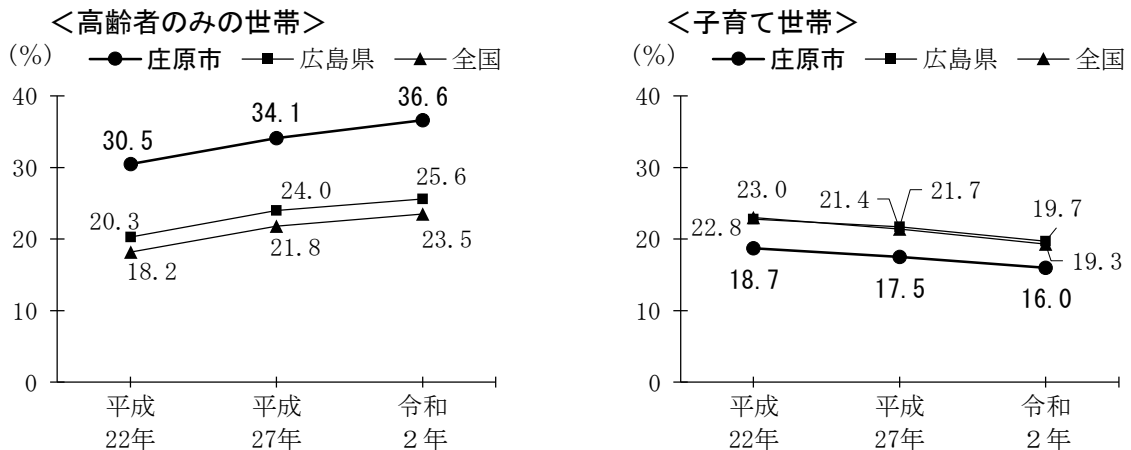 ＜高齢者のみの世帯＞
(%)
庄原市 広島県 全国
40
30
20
10
0
30.5
34.1
36.6
20.3
24.0
25.6
18.2
21.8
23.5
平成
22年
平成
27年
令和
２年
＜子育て世帯＞
(%)
庄原市 広島県 全国
40
30
20
10
0
23.0
21.4
21.7
19.7
22.8
19.3
18.7
17.5
16.0
平成
22年
平成
27年
令和
２年